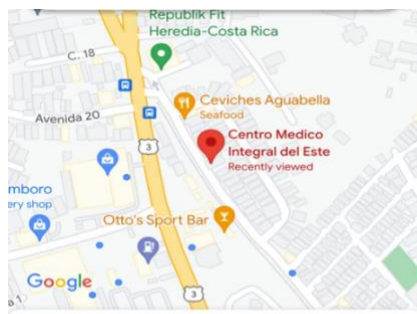 Republik Fit
Heredia-Costa Rica
C. 18
Ceviches Aguabella
Seafood
Avenida 20
Centro Medico
Integral del Este
Recently viewed
3
mboro
ery shop
Otto's Sport Bar
Google
3
a 1